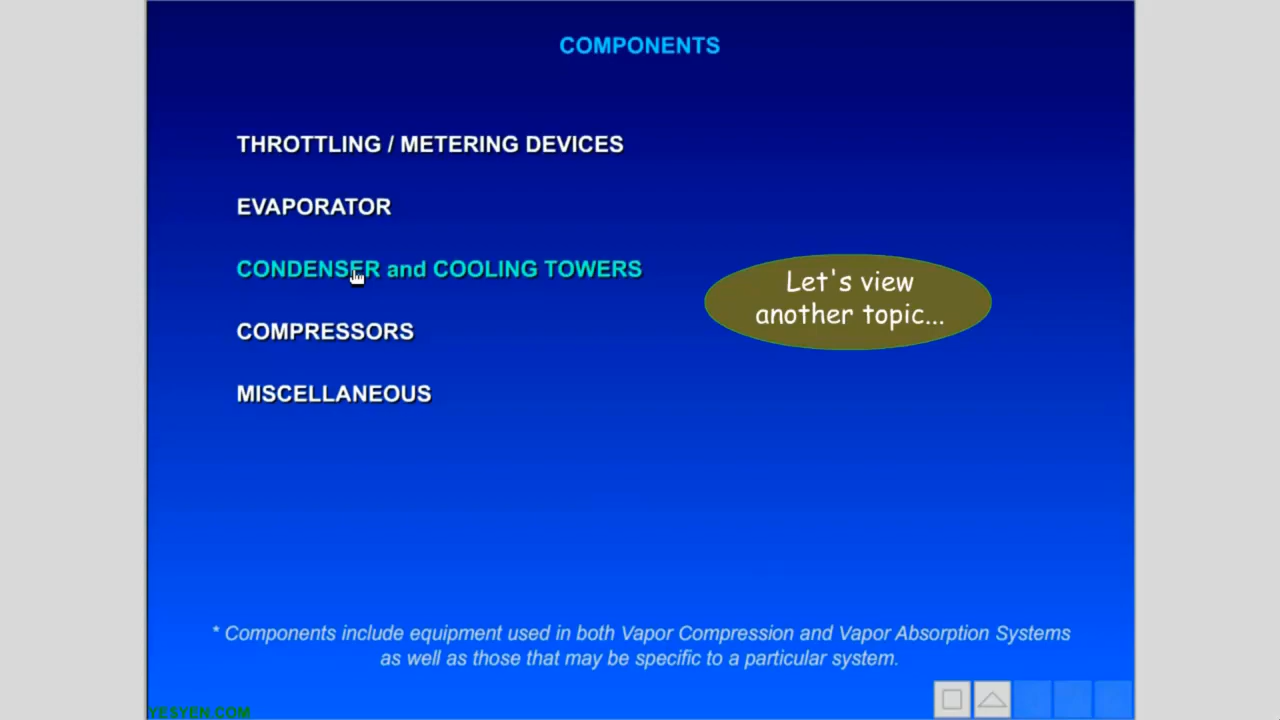 COMPONENTS
THROTTLING / METERING DEVICES
EVAPORATOR
CONDENSER and COOLING TOWERS
Let's view
another topic...
COMPRESSORS
MISCELLANEOUS
* Components include equipment used in both Vapor Compression and Vapor Absorption Systems
as well as those that may be specific to a particular system.
YESYEN.COM